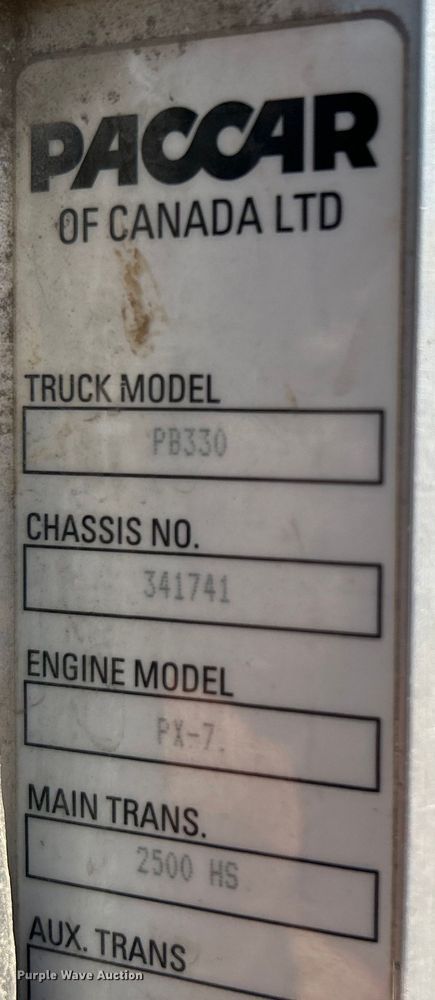 PACCAR
OF CANADA LTD
TRUCK MODEL
PB330
CHASSIS NO.
341741
ENGINE MODEL
PX-7
MAIN TRANS.
2500 HS
AUX. TRANS
Purple Wave Auction